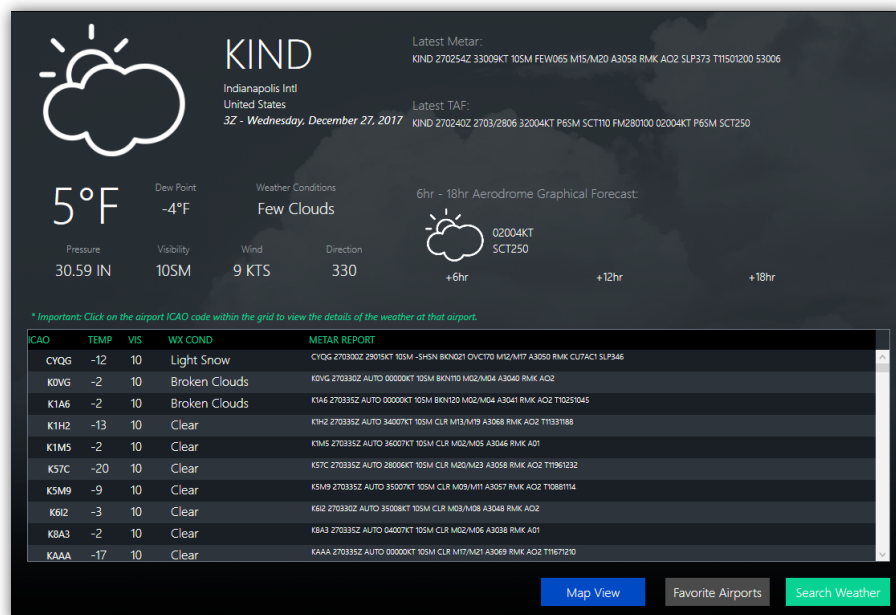 KIND
Indianapolis Intl
United States
3Z - Wednesday, December 27, 2017
Latest Metar:
KIND 270254Z 33009KT 10SM FEW065 M15/M20 A3058 RMK AO2 SLP373 T11501200 53006
Latest TAF:
KIND 270240Z 2703/2806 32004KT P6SM SCT110 FM280100 02004KT P6SM SCT250
5°F
Dew Point
-4°F
Weather Conditions
Few Clouds
Pressure
30.59 IN
Visibility
10SM
Wind
9 KTS
Direction
330
6hr - 18hr Aerodrome Graphical Forecast:
02004KT
SCT250
+6hr +12hr +18hr
* Important: Click on the airport ICAO code within the grid to view the details of the weather at that airport.
ICAO TEMP VIS WX COND METAR REPORT
CYQG -12 10 Light Snow CYQG 270300Z 29015KT 10SM -SHSN BKN021 OVC170 M12/M17 A3050 RMK CU7AC1 SLP346
K0VG -2 10 Broken Clouds K0VG 270330Z AUTO 00000KT 10SM BKN110 M02/M04 A3040 RMK AO2
K1A6 -2 10 Broken Clouds K1A6 270335Z AUTO 00000KT 10SM BKN120 M02/M04 A3041 RMK AO2 T10251045
K1H2 -13 10 Clear K1H2 270335Z AUTO 34007KT 10SM CLR M13/M19 A3068 RMK AO2 T11331188
K1M5 -2 10 Clear K1M5 270335Z AUTO 36007KT 10SM CLR M02/M05 A3046 RMK A01
K57C -20 10 Clear K57C 270335Z AUTO 28006KT 10SM CLR M20/M23 A3058 RMK AO2 T11961232
K5M9 -9 10 Clear K5M9 270335Z AUTO 35007KT 10SM CLR M09/M11 A3057 RMK AO2 T10881114
K6I2 -3 10 Clear K6I2 270330Z AUTO 35008KT 10SM CLR M03/M08 A3048 RMK AO2
K8A3 -2 10 Clear K8A3 270335Z AUTO 04007KT 10SM CLR M02/M06 A3038 RMK A01
KAAA -17 10 Clear KAAA 270335Z AUTO 00000KT 10SM CLR M17/M21 A3069 RMK AO2 T11671210
Map View
Favorite Airports
Search Weather